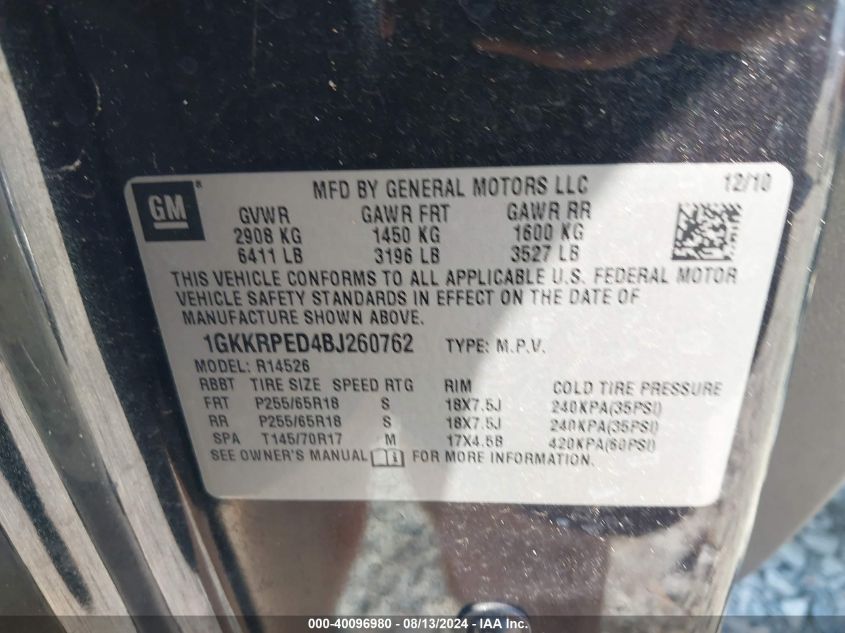 GM
MFD BY GENERAL MOTORS LLC 12/10
GVWR GAWR FRT GAWR RR
2908 KG 1450 KG 1600 KG
6411 LB 3196 LB 3527 LB
THIS VEHICLE CONFORMS TO ALL APPLICABLE U.S. FEDERAL MOTOR
VEHICLE SAFETY STANDARDS IN EFFECT ON THE DATE OF
MANUFACTURE SHOWN ABOVE.
1GKKRPED4BJ260762 TYPE: M.P.V.
MODEL: R14526
RBBT TIRE SIZE SPEED RTG RIM COLD TIRE PRESSURE
FRT P255/65R18 S 18X7.5J 240KPA(35PSI)
RR P255/65R18 S 18X7.5J 240KPA(35PSI)
SPA T145/70R17 M 17X4.5B 420KPA(60PSI)
SEE OWNER'S MANUAL FOR MORE INFORMATION.
000-40096980 - 08/13/2024 - IAAI.COM